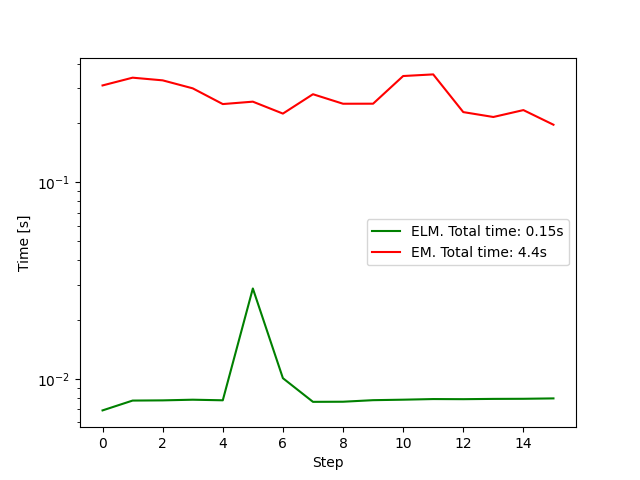 10⁻¹
10⁻²
Time [s]
ELM. Total time: 0.15s
EM. Total time: 4.4s
0 2 4 6 8 10 12 14
Step